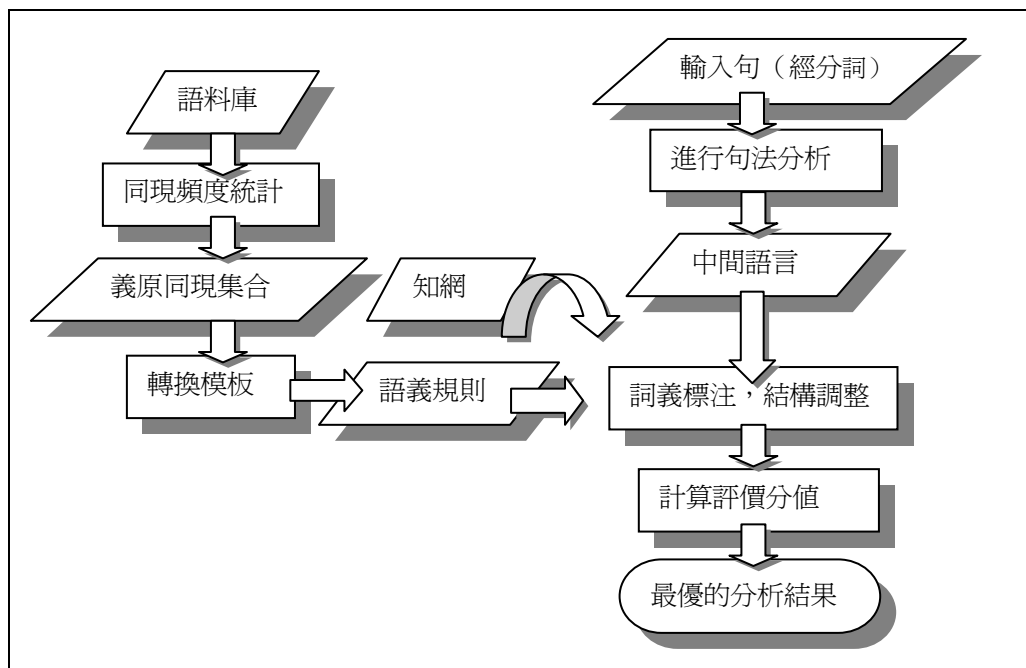 語料庫
同現頻度統計
義原同現集合
轉換模板
知網
語義規則
輸入句（經分詞）
進行句法分析
中間語言
詞義標注，結構調整
計算評價分值
最優的分析結果